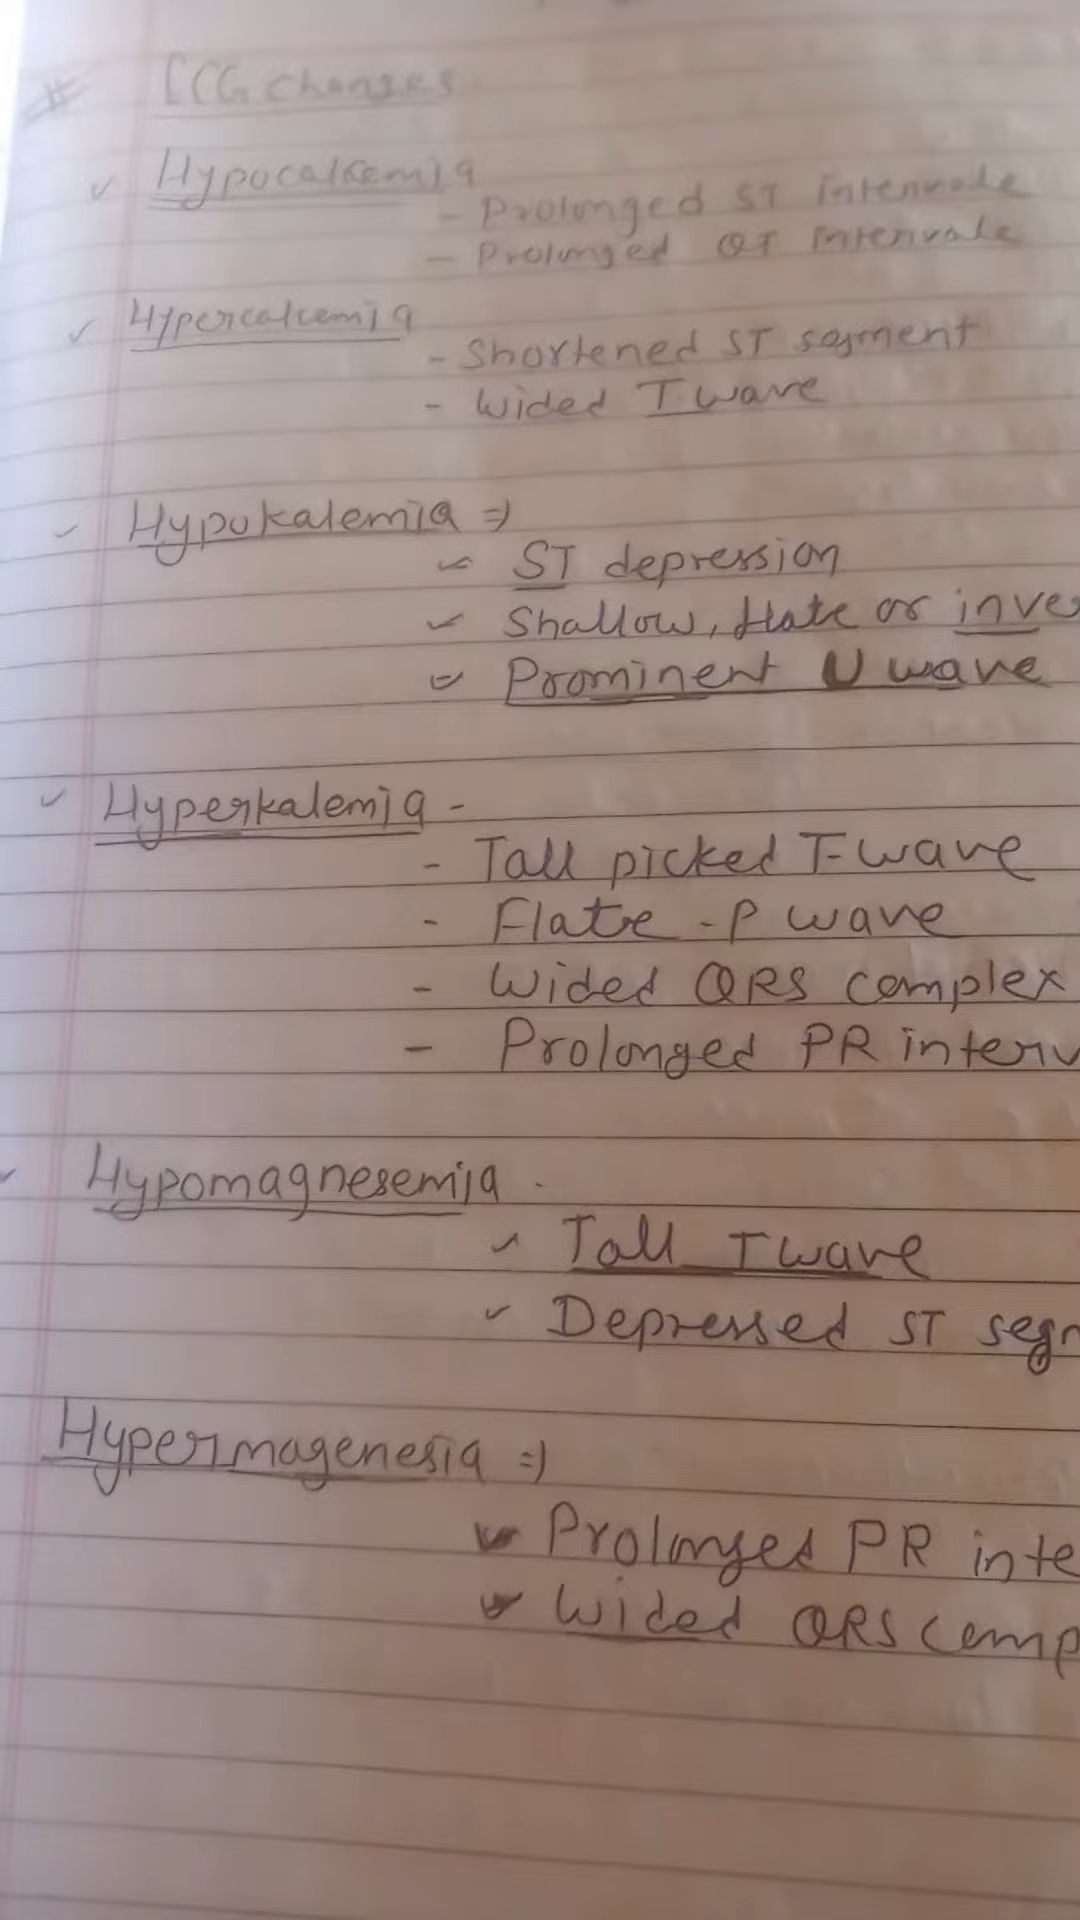 # ECG changes
Hypocalcemia
- Prolonged ST intervale
- Prolonged QT intervale
Hypercalcemia
- Shortened ST segment
- Wided T wave
Hypokalemia =>
ST depression
Shallow, flate or inve
Prominent U wave
Hyperkalemia -
- Tall picked T-wave
- Flate - P wave
- Wided QRS complex
- Prolonged PR interv
Hypomagnesemia -
Tall T wave
Depressed ST segm
Hypermagenesia =>
Prolonged PR inte
Wided QRS comp